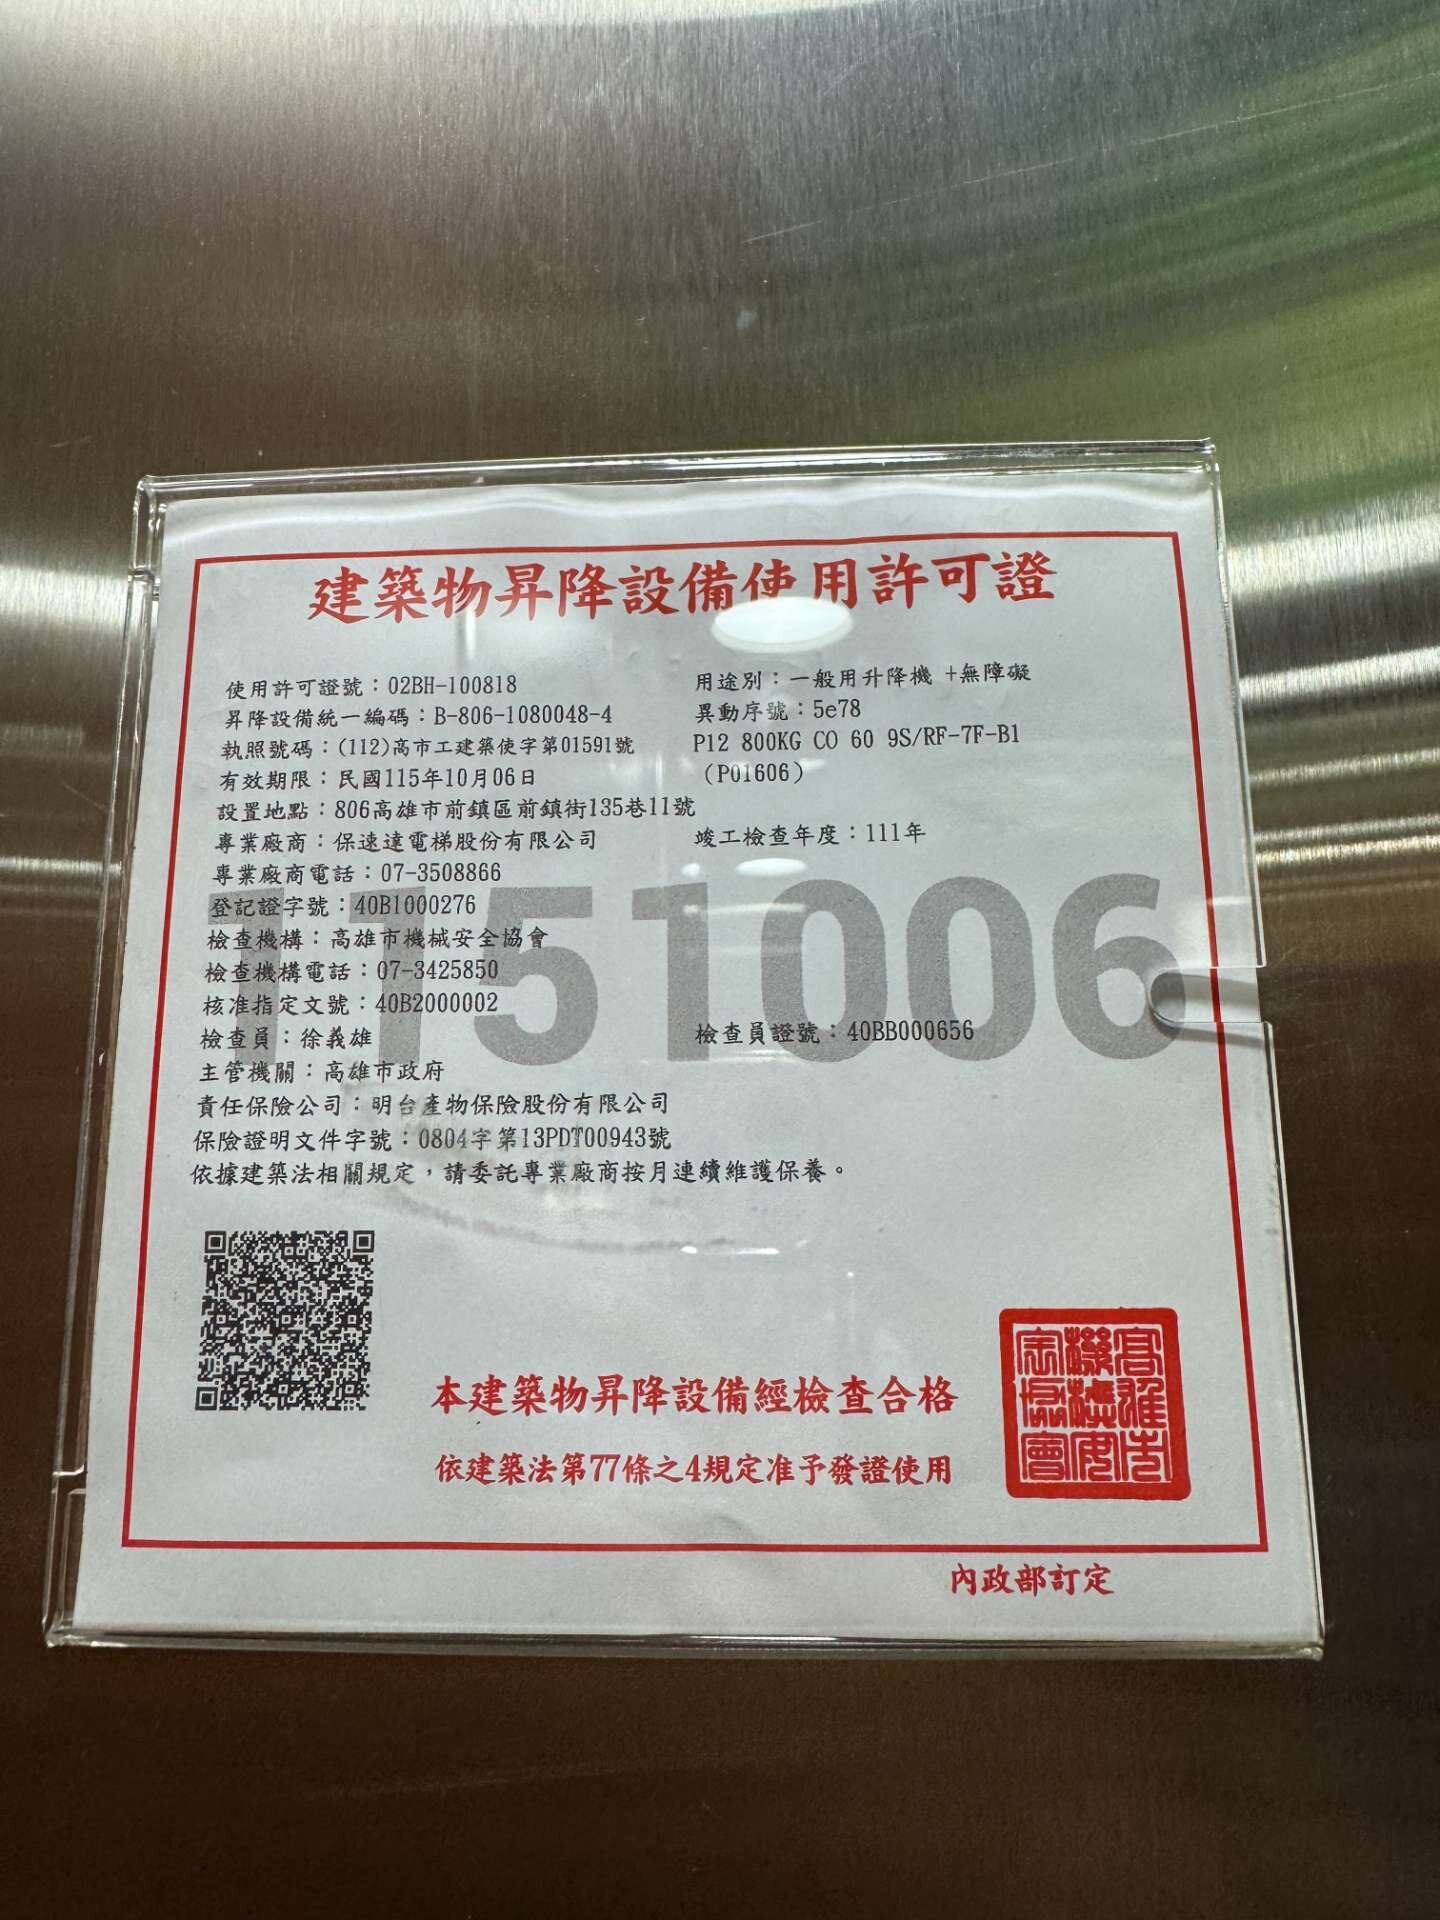 建築物昇降設備使用許可證
使用許可證號：02BH-100818
用途別：一般用升降機 +無障礙
昇降設備統一編碼：B-806-1080048-4
異動序號：5e78
執照號碼：(112)高市工建築使字第01591號
P12 800KG CO 60 9S/RF-7F-B1
有效期限：民國115年10月06日
（P01606）
設置地點：806高雄市前鎮區前鎮街135巷11號
專業廠商：保速達電梯股份有限公司
竣工檢查年度：111年
專業廠商電話：07-3508866
登記證字號：40B1000276
1151006
檢查機構：高雄市機械安全協會
檢查機構電話：07-3425850
核准指定文號：40B2000002
檢查員：徐義雄
檢查員證號：40BB000656
主管機關：高雄市政府
責任保險公司：明台產物保險股份有限公司
保險證明文件字號：0804字第13PDT00943號
依據建築法相關規定，請委託專業廠商按月連續維護保養。
本建築物昇降設備經檢查合格
依建築法第77條之4規定准予發證使用
高雄市
機械安
全協會
內政部訂定